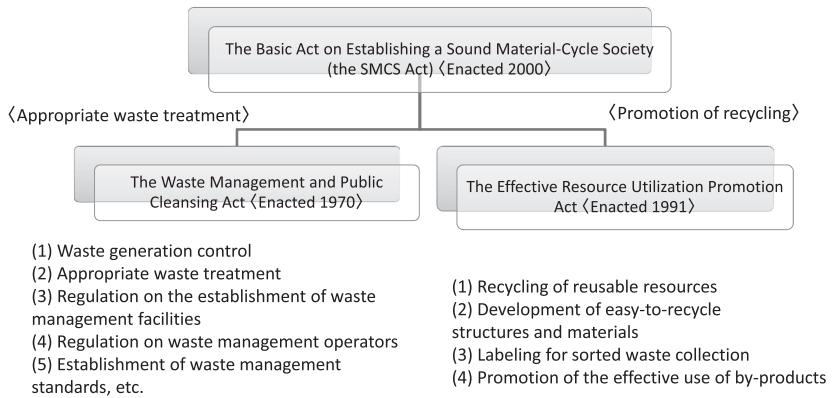 The Basic Act on Establishing a Sound Material-Cycle Society
(the SMCS Act)〈Enacted 2000〉
〈Appropriate waste treatment〉
〈Promotion of recycling〉
The Waste Management and Public
Cleansing Act〈Enacted 1970〉
The Effective Resource Utilization Promotion
Act〈Enacted 1991〉
(1) Waste generation control
(2) Appropriate waste treatment
(3) Regulation on the establishment of waste
management facilities
(4) Regulation on waste management operators
(5) Establishment of waste management
standards, etc.
(1) Recycling of reusable resources
(2) Development of easy-to-recycle
structures and materials
(3) Labeling for sorted waste collection
(4) Promotion of the effective use of by-products